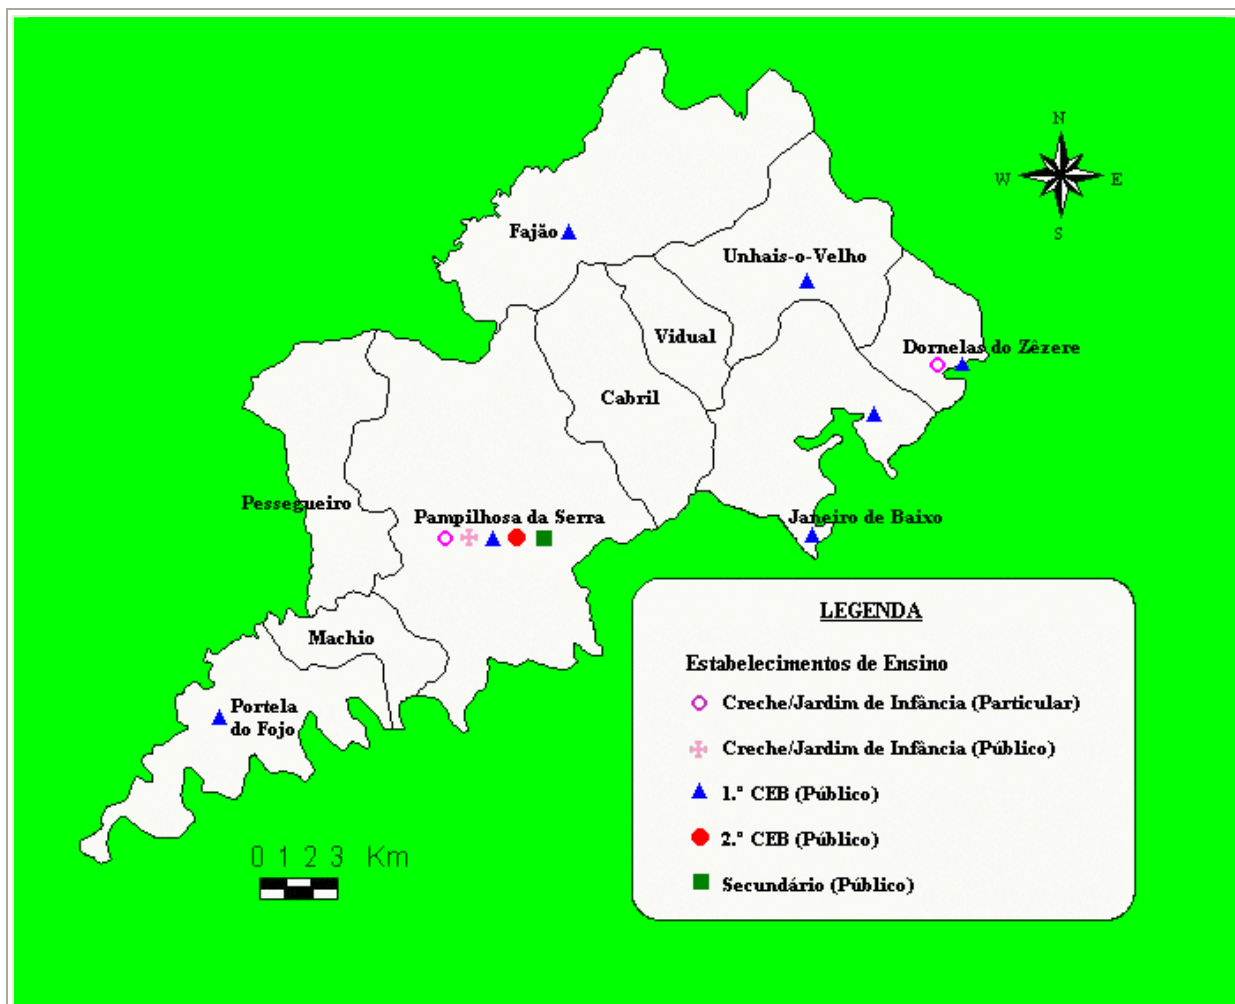 N
W E
S
Fajão
Unhais-o-Velho
Vidual
Dornelas do Zêzere
Cabril
Pessegueiro
Pampilhosa da Serra
Janeiro de Baixo
Machio
Portela
do Fojo
0 1 2 3 Km
LEGENDA
Estabelecimentos de Ensino
Creche/Jardim de Infância (Particular)
Creche/Jardim de Infância (Público)
1.º CEB (Público)
2.º CEB (Público)
Secundário (Público)